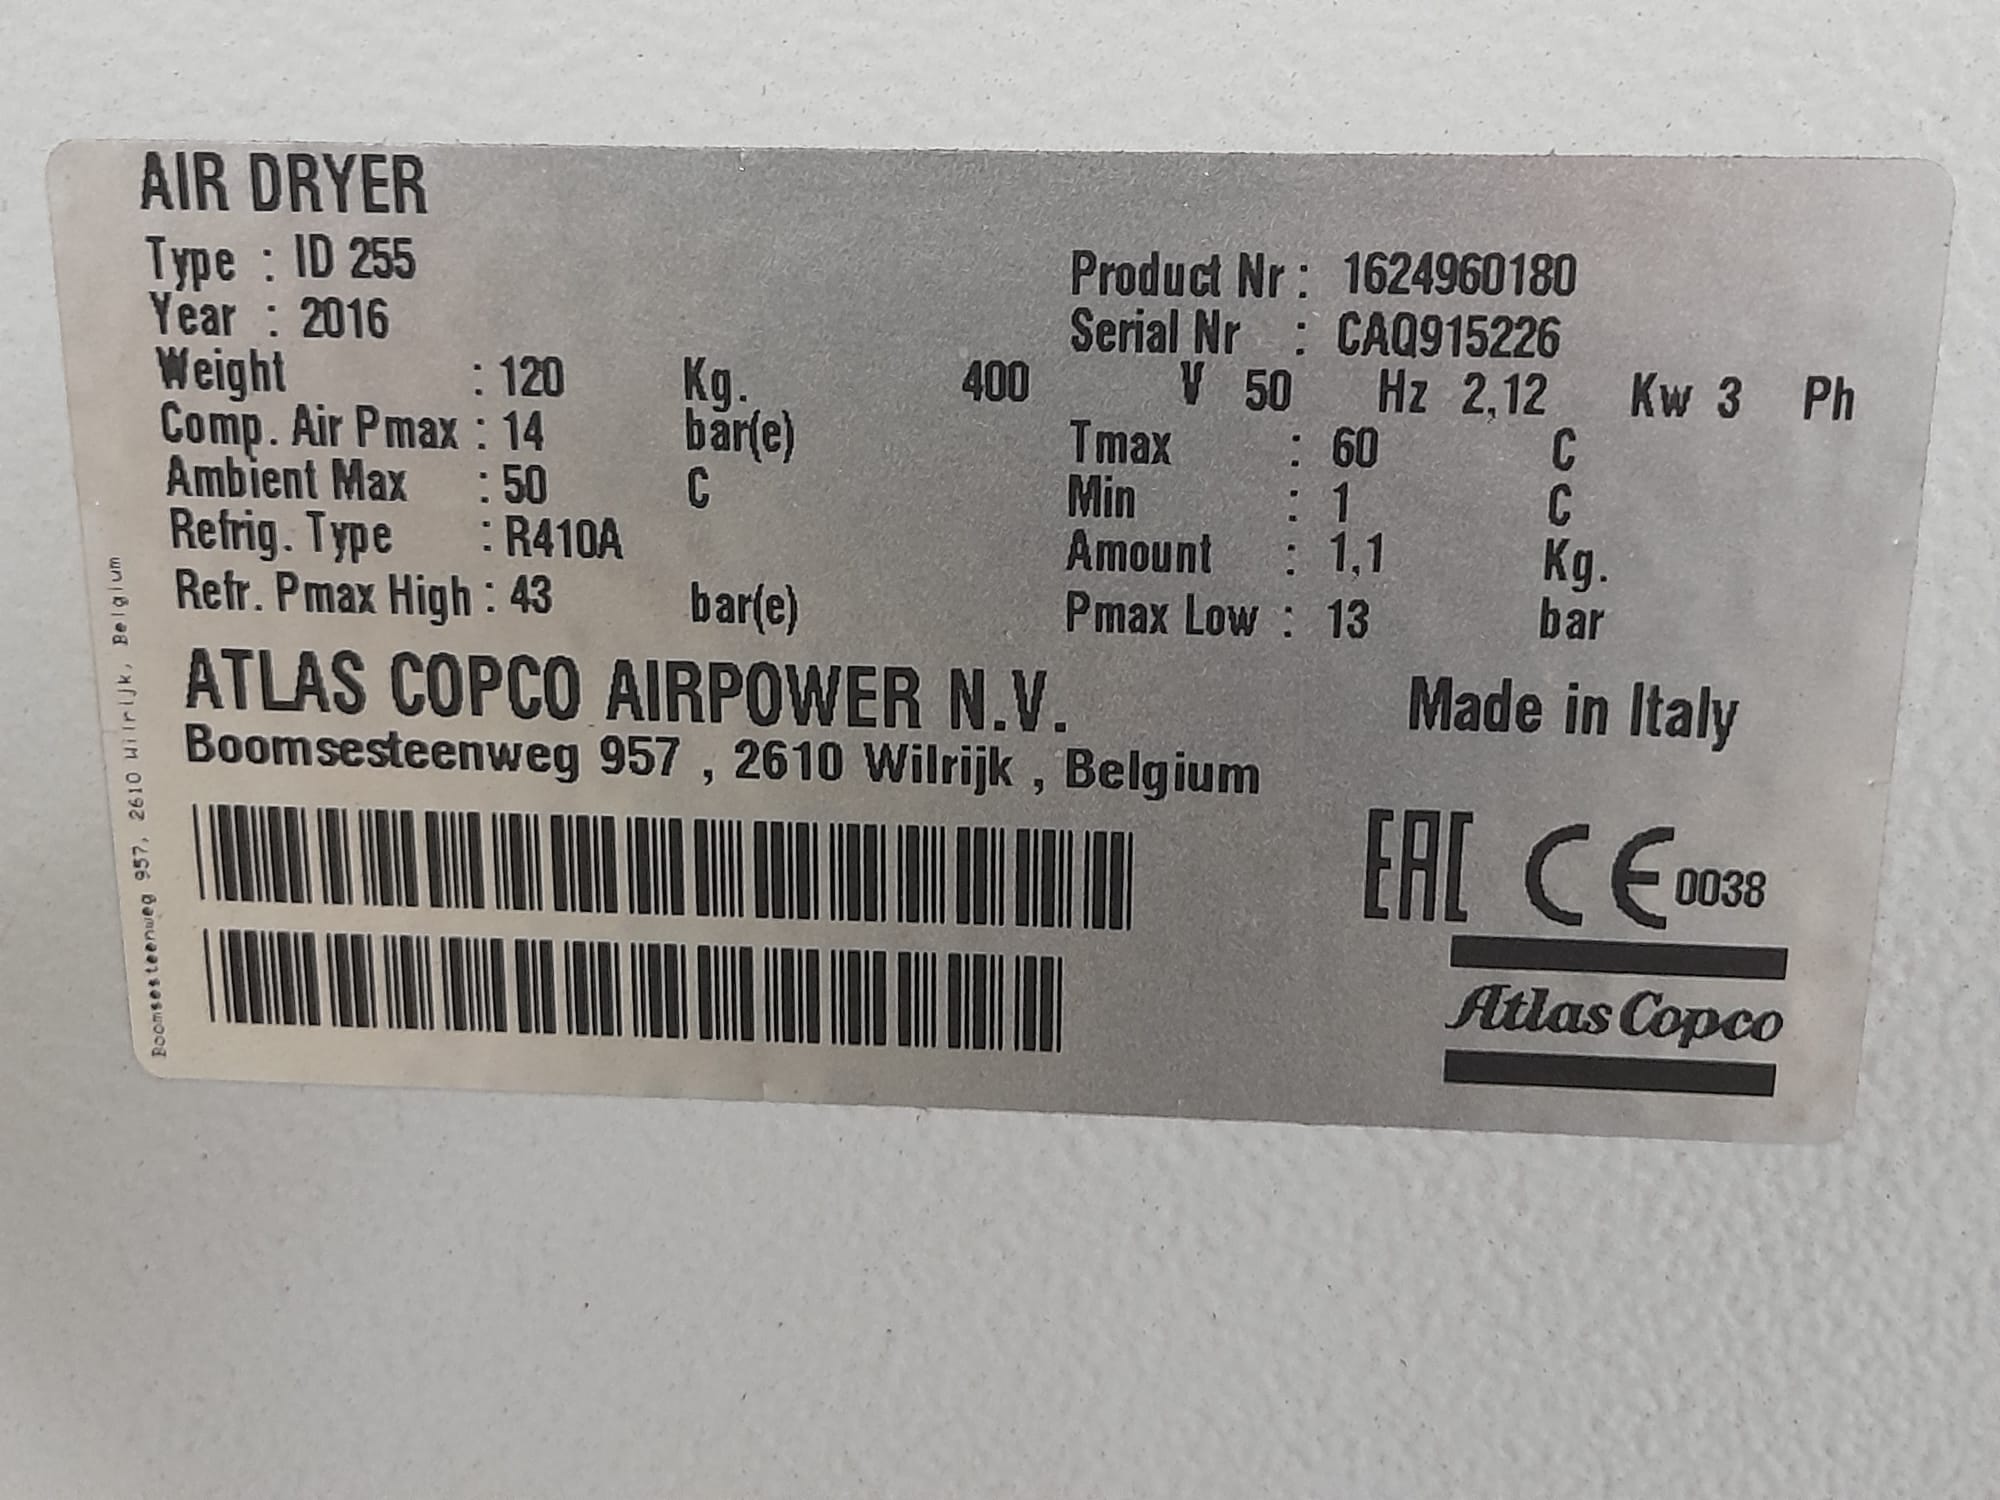 AIR DRYER
Type : ID 255
Product Nr : 1624960180
Year : 2016
Serial Nr : CAQ915226
Weight : 120 Kg. 400 V 50 Hz 2,12 Kw 3 Ph
Comp. Air Pmax : 14 bar(e) Tmax : 60 C
Ambient Max : 50 C Min : 1 C
Refrig. Type : R410A Amount : 1,1 Kg.
Refr. Pmax High : 43 bar(e) Pmax Low : 13 bar
ATLAS COPCO AIRPOWER N.V. Made in Italy
Boomsesteenweg 957 , 2610 Wilrijk , Belgium
EAC CE 0038
Atlas Copco
Boomsesteenweg 957, 2610 Wilrijk, Belgium